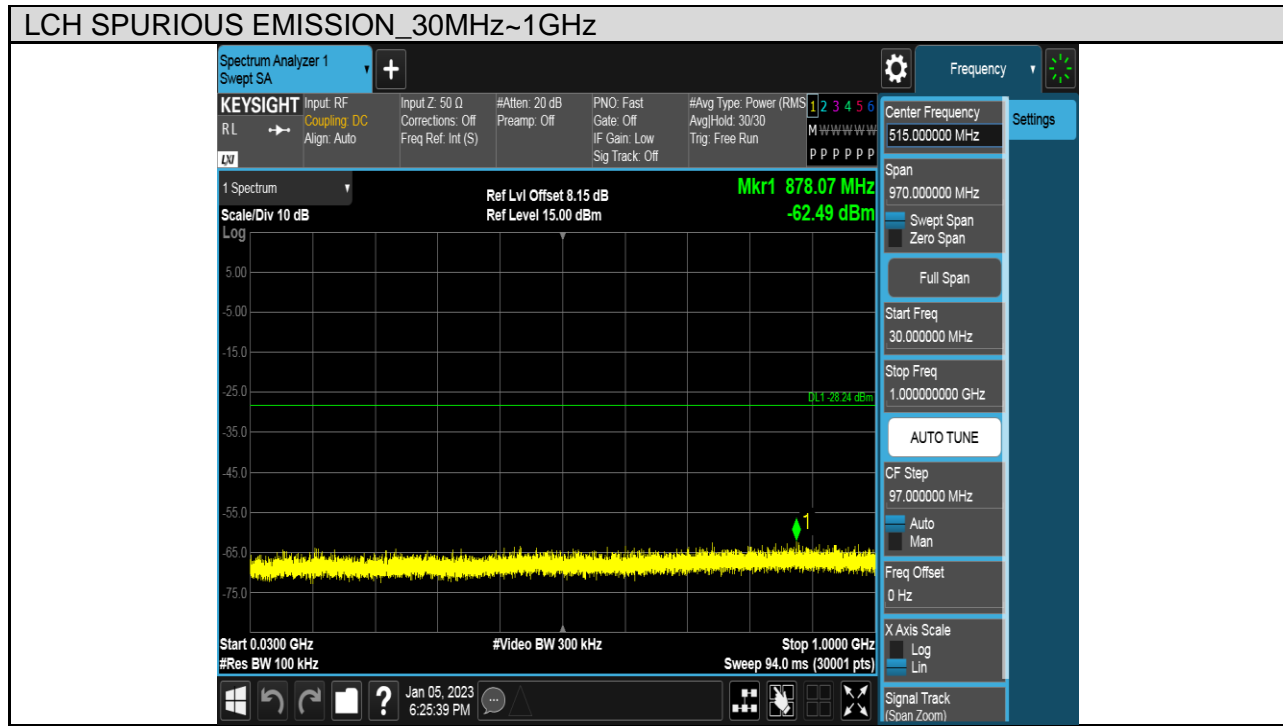 LCH SPURIOUS EMISSION_30MHz~1GHz
Spectrum Analyzer 1
Swept SA
+
Frequency
KEYSIGHT
RL
LXI
Input: RF
Coupling: DC
Align: Auto
Input Z: 50 Ω
Corrections: Off
Freq Ref: Int (S)
#Atten: 20 dB
Preamp: Off
PNO: Fast
Gate: Off
IF Gain: Low
Sig Track: Off
#Avg Type: Power (RMS
Avg|Hold: 30/30
Trig: Free Run
1 2 3 4 5 6
M W W W W W
P P P P P P
Center Frequency
515.000000 MHz
Settings
Span
970.000000 MHz
Swept Span
Zero Span
Full Span
Start Freq
30.000000 MHz
Stop Freq
1.000000000 GHz
AUTO TUNE
CF Step
97.000000 MHz
Auto
Man
Freq Offset
0 Hz
X Axis Scale
Log
Lin
Signal Track
(Span Zoom)
1 Spectrum
Scale/Div 10 dB
Ref Lvl Offset 8.15 dB
Ref Level 15.00 dBm
Mkr1 878.07 MHz
-62.49 dBm
Log
5.00
-5.00
-15.0
-25.0
DL1 -28.24 dBm
-35.0
-45.0
-55.0
1
-65.0
-75.0
Start 0.0300 GHz
#Video BW 300 kHz
Stop 1.0000 GHz
#Res BW 100 kHz
Sweep 94.0 ms (30001 pts)
?
Jan 05, 2023
6:25:39 PM